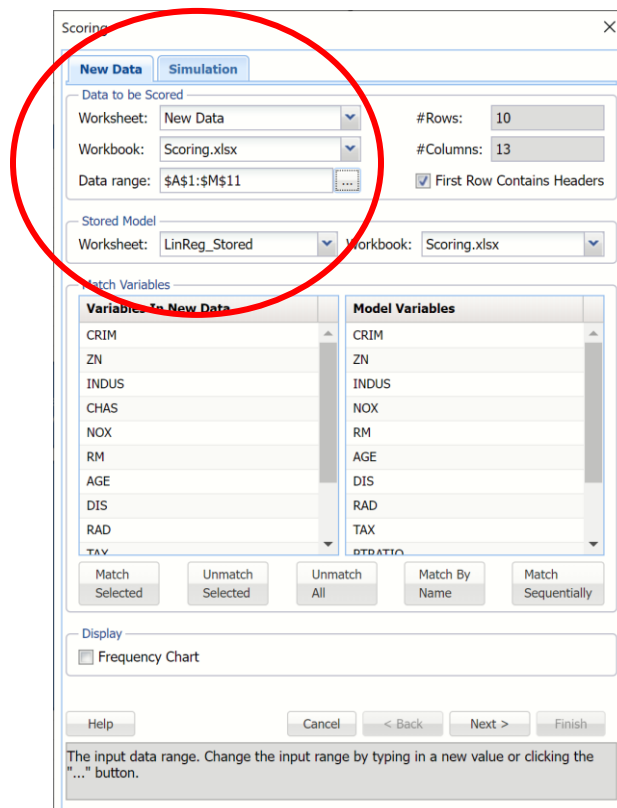 Scoring
New Data Simulation
Data to be Scored
Worksheet: New Data #Rows: 10
Workbook: Scoring.xlsx #Columns: 13
Data range: $A$1:$M$11 ... First Row Contains Headers
Stored Model
Worksheet: LinReg_Stored Workbook: Scoring.xlsx
Match Variables
Variables In New Data
CRIM
ZN
INDUS
CHAS
NOX
RM
AGE
DIS
RAD
TAX
Model Variables
CRIM
ZN
INDUS
NOX
RM
AGE
DIS
RAD
TAX
PTRATIO
Match Selected
Unmatch Selected
Unmatch All
Match By Name
Match Sequentially
Display
Frequency Chart
Help Cancel < Back Next > Finish
The input data range. Change the input range by typing in a new value or clicking the
"..." button.